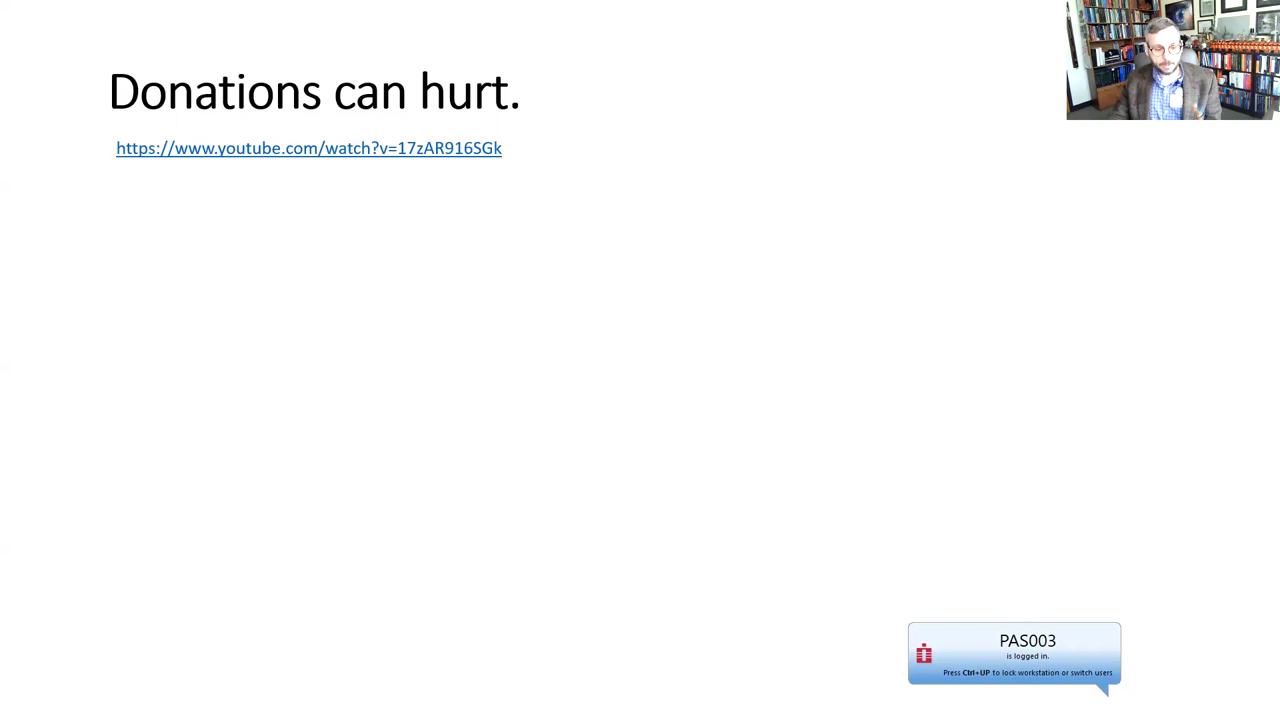 Donations can hurt.
https://www.youtube.com/watch?v=17zAR916SGk
PAS003
is logged in.
Press Ctrl+UP to lock workstation or switch users